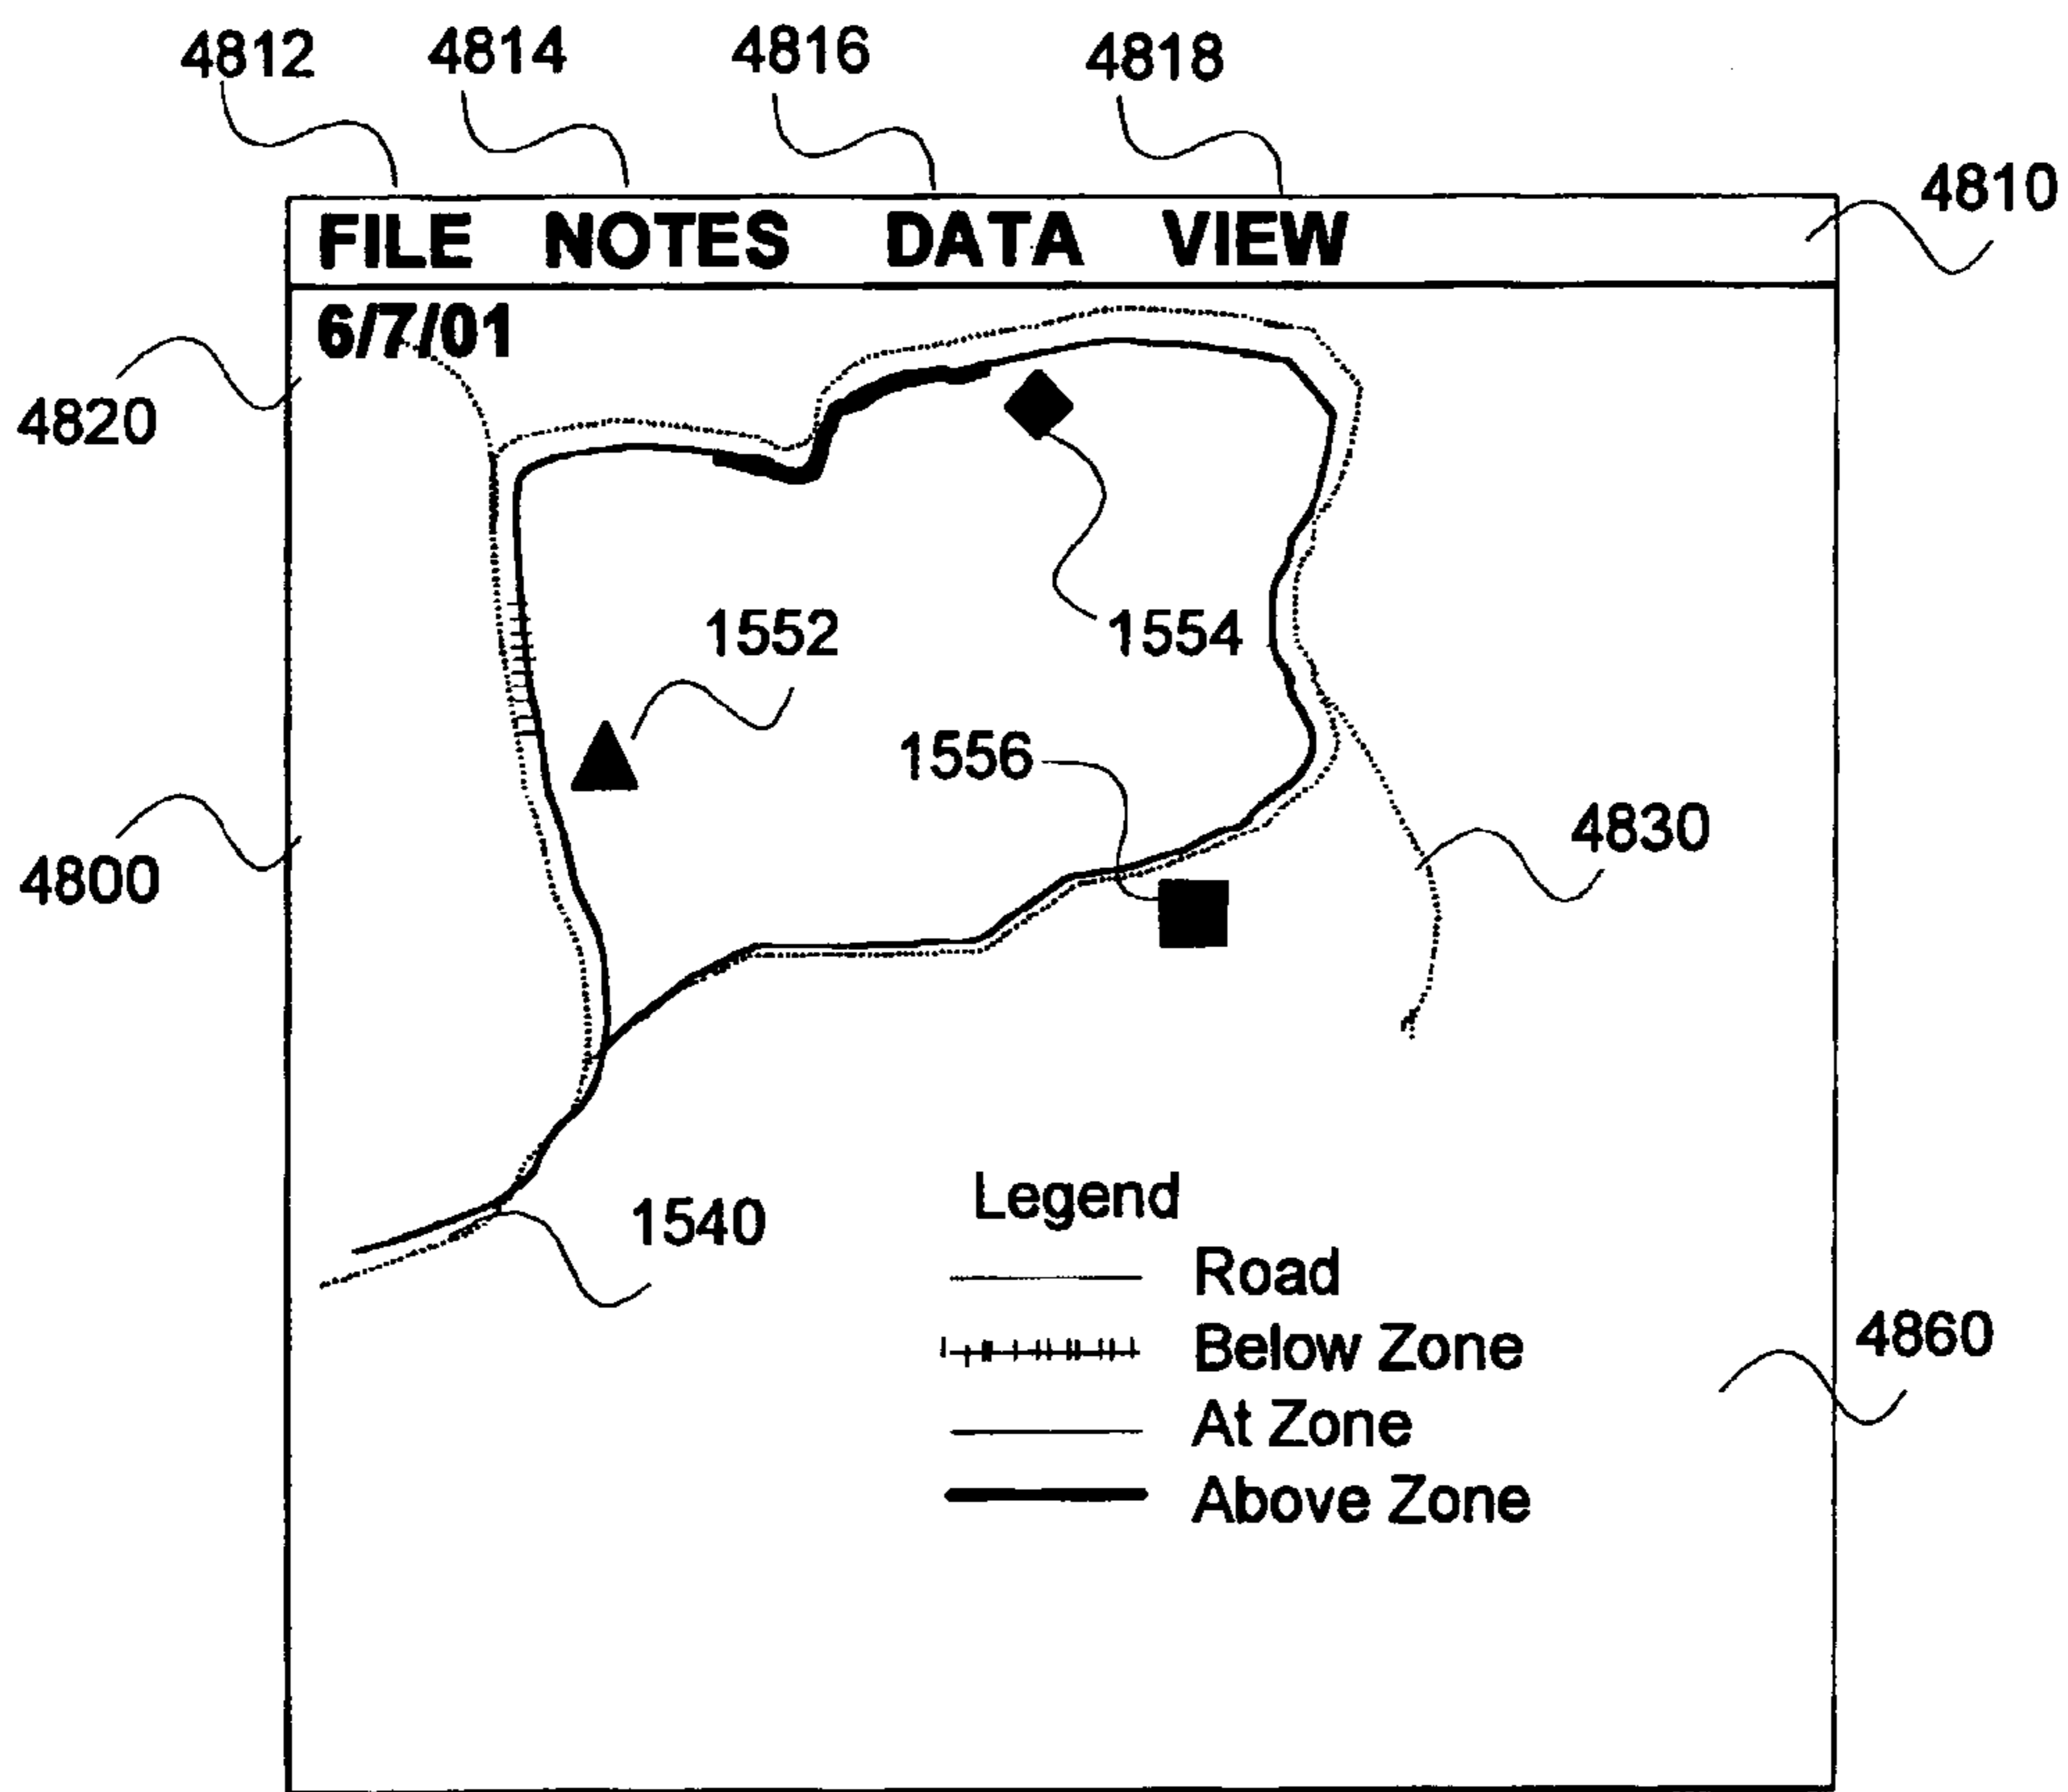 4812 4814 4816 4818
4810
FILE NOTES DATA VIEW
6/7/01
4820
1552
1554
1556
4830
4800
1540
Legend
Road
Below Zone
4860
At Zone
Above Zone